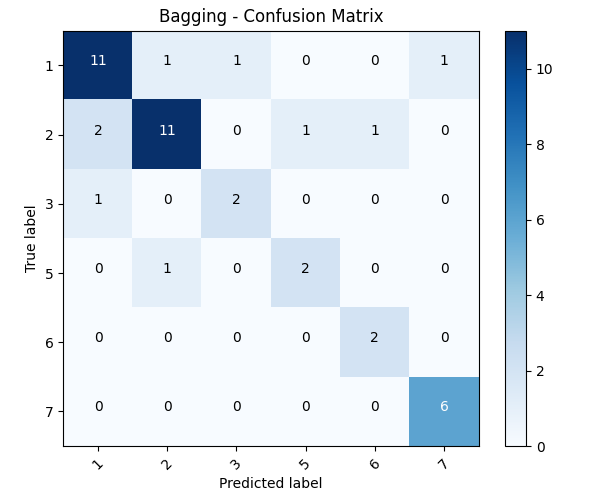 Bagging - Confusion Matrix
True label
1 11 1 1 0 0 1
2 2 11 0 1 1 0
3 1 0 2 0 0 0
5 0 1 0 2 0 0
6 0 0 0 0 2 0
7 0 0 0 0 0 6
1 2 3 5 6 7
Predicted label
10
8
6
4
2
0